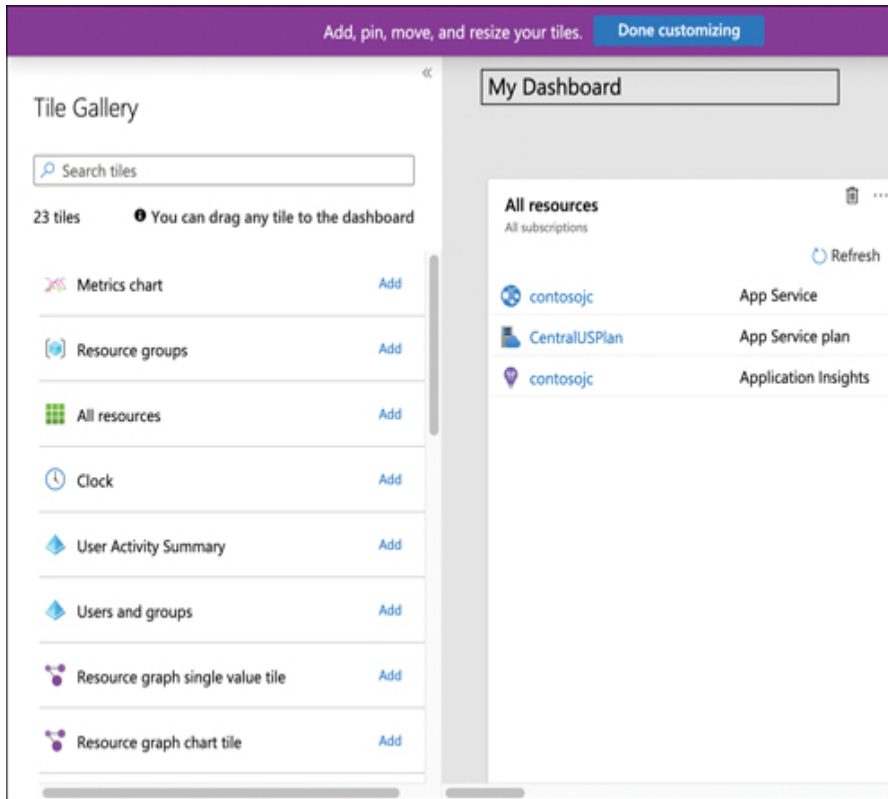 Add, pin, move, and resize your tiles. Done customizing
«
Tile Gallery
Search tiles
23 tiles You can drag any tile to the dashboard
Metrics chart Add
Resource groups Add
All resources Add
Clock Add
User Activity Summary Add
Users and groups Add
Resource graph single value tile Add
Resource graph chart tile Add
My Dashboard
All resources
All subscriptions
Refresh
contosojc App Service
CentralUSPlan App Service plan
contosojc Application Insights